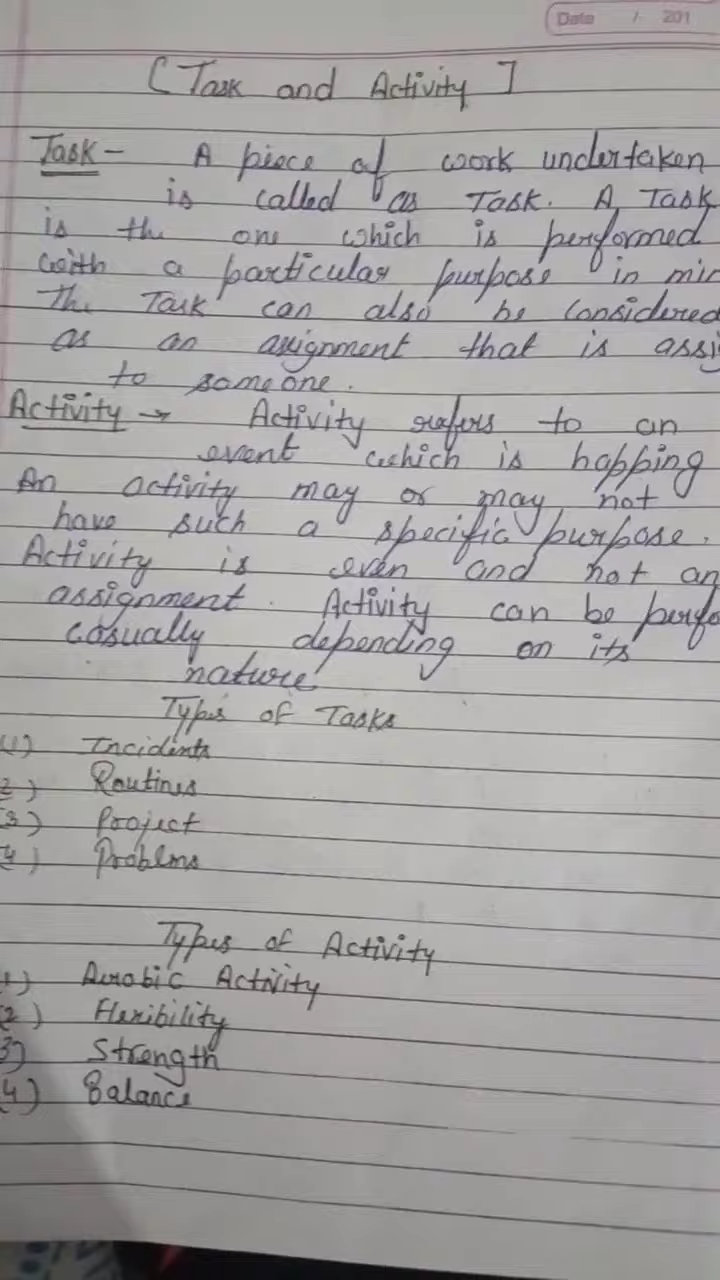 Date / 201
[Task and Activity]
Task - A piece of work undertaken
is called as Task. A Task
is the one which is performed
with a particular purpose in
The Task can also be Considered
as an assignment that is
to someone.
Activity → Activity refers to an
event which is happing
An activity may or may not
have such a specific purpose.
Activity is even and not an
assignment. Activity can be
casually depending on its
nature
Types of Tasks
1) Incidents
2) Routines
3) Project
4) Problms
Types of Activity
1) Aerobic Activity
2) Flexibility
3) Strength
4) Balance